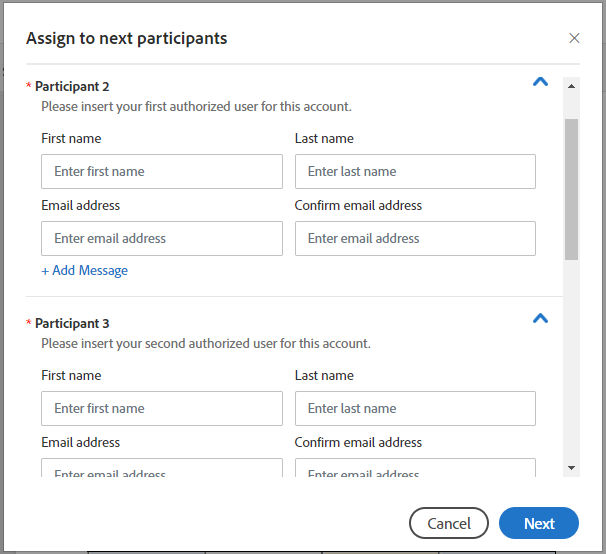 Assign to next participants
* Participant 2
Please insert your first authorized user for this account.
First name Last name
Enter first name Enter last name
Email address Confirm email address
Enter email address Enter email address
+ Add Message
* Participant 3
Please insert your second authorized user for this account.
First name Last name
Enter first name Enter last name
Email address Confirm email address
Enter email address Enter email address
Cancel Next